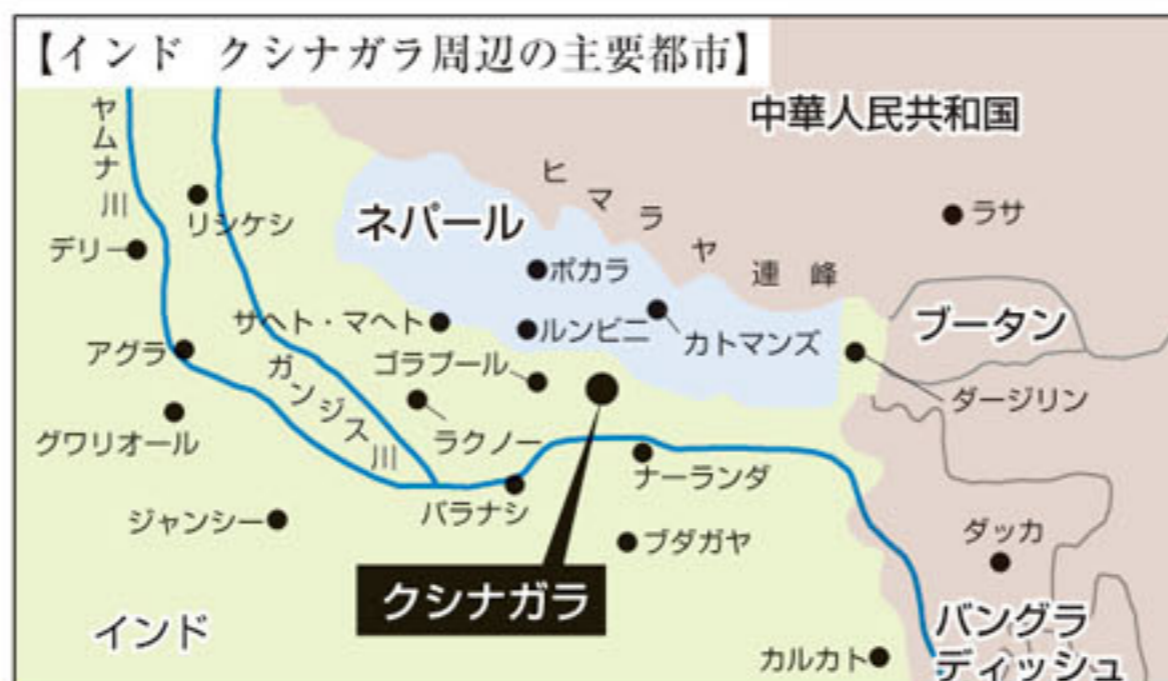 【インド クシナガラ周辺の主要都市】
中華人民共和国
ヤムナ川
ヒマラヤ連峰
リシケシ
ネパール
ラサ
デリー
ポカラ
サヘト・マヘト
ルンビニ
カトマンズ
ブータン
アグラ
ゴラプール
ガンジス川
ダージリン
グワリオール
ラクノー
ナーランダ
バラナシ
ジャンシー
ブダガヤ
ダッカ
クシナガラ
インド
バングラ
ディッシュ
カルカト